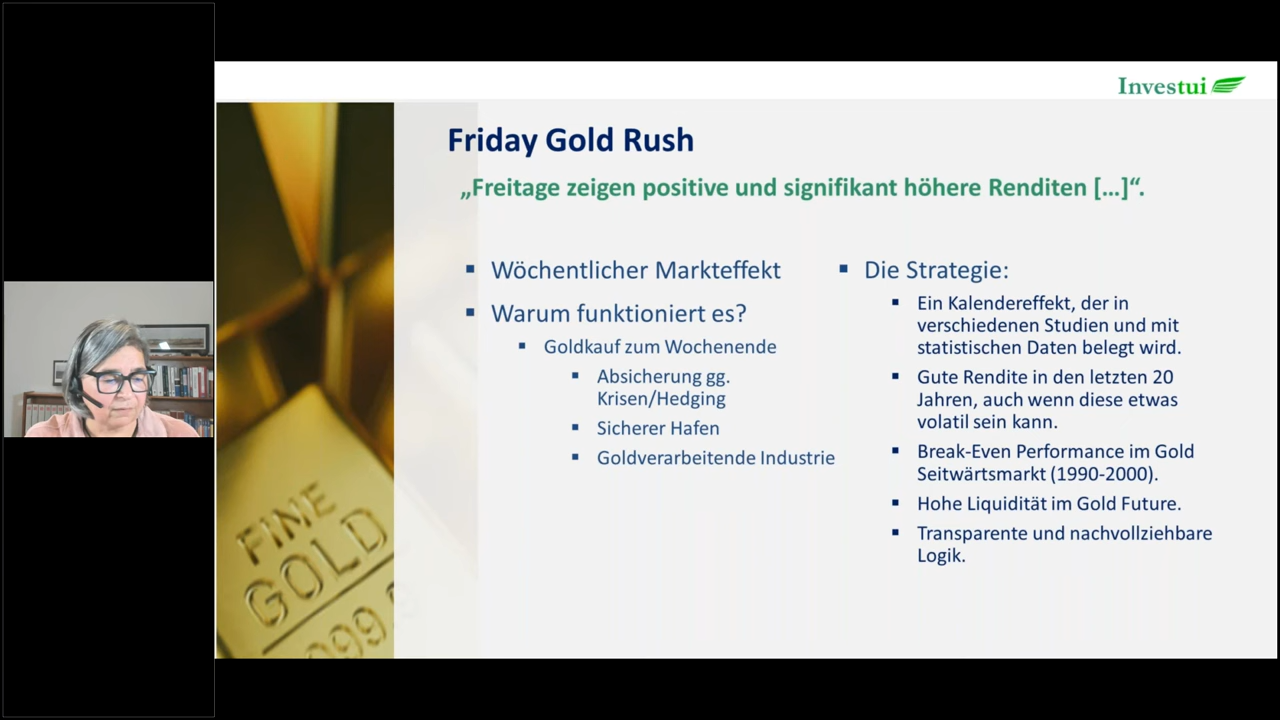 Investui
Friday Gold Rush
„Freitage zeigen positive und signifikant höhere Renditen […]“.
▪ Wöchentlicher Markteffekt
▪ Warum funktioniert es?
▪ Goldkauf zum Wochenende
▪ Absicherung gg.
Krisen/Hedging
▪ Sicherer Hafen
▪ Goldverarbeitende Industrie
▪ Die Strategie:
▪ Ein Kalendereffekt, der in
verschiedenen Studien und mit
statistischen Daten belegt wird.
▪ Gute Rendite in den letzten 20
Jahren, auch wenn diese etwas
volatil sein kann.
▪ Break-Even Performance im Gold
Seitwärtsmarkt (1990-2000).
▪ Hohe Liquidität im Gold Future.
▪ Transparente und nachvollziehbare
Logik.
FINE
GOLD
999.